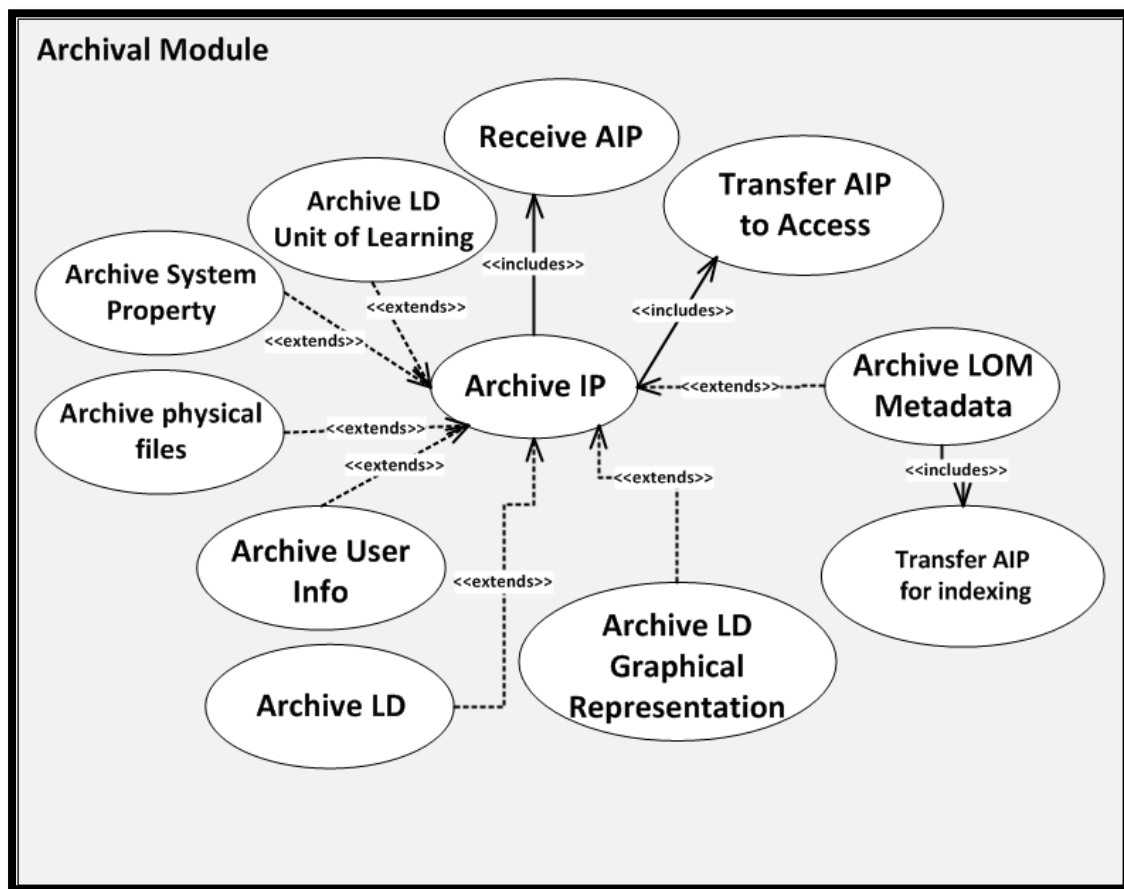 Archival Module
Receive AIP
Transfer AIP
to Access
Archive LD
Unit of Learning
<<includes>>
Archive System
Property
<<extends>>
<<includes>>
<<extends>>
Archive IP
<<extends>>
Archive LOM
Metadata
Archive physical
files
<<extends>>
<<extends>>
<<extends>>
<<includes>>
Archive User
Info
<<extends>>
Transfer AIP
for indexing
Archive LD
Graphical
Representation
Archive LD